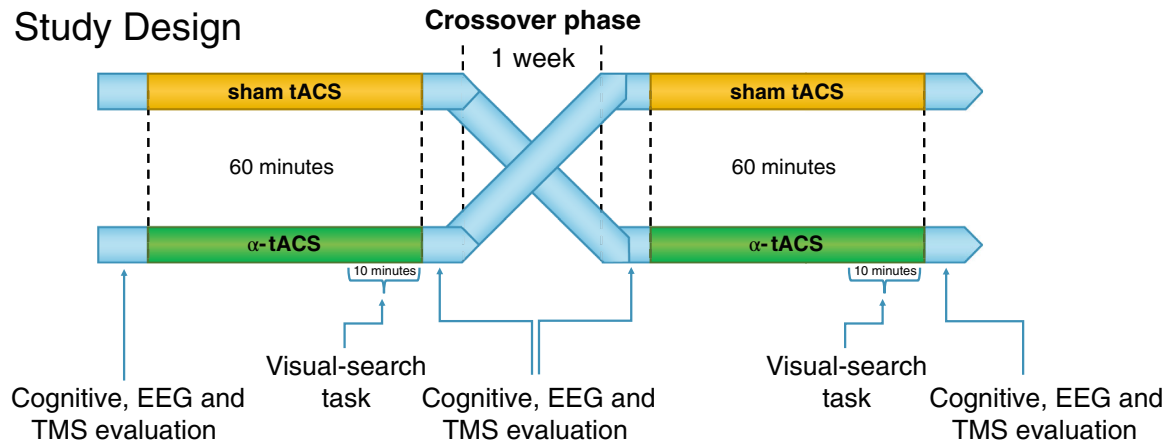 Study Design
Crossover phase
1 week
sham tACS
sham tACS
60 minutes
60 minutes
α-tACS
α-tACS
10 minutes
10 minutes
Visual-search
task
Visual-search
task
Cognitive, EEG and
TMS evaluation
Cognitive, EEG and
TMS evaluation
Cognitive, EEG and
TMS evaluation